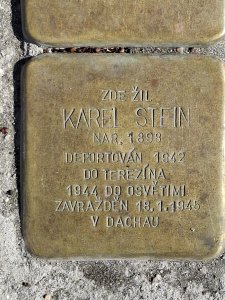 ZDE ŽIL
KAREL STEIN
NAR. 1898
DEPORTOVÁN 1942
DO TEREZÍNA
1944 DO OSVĚTIMI
ZAVRAŽDĚN 18.1.1945
V DACHAU